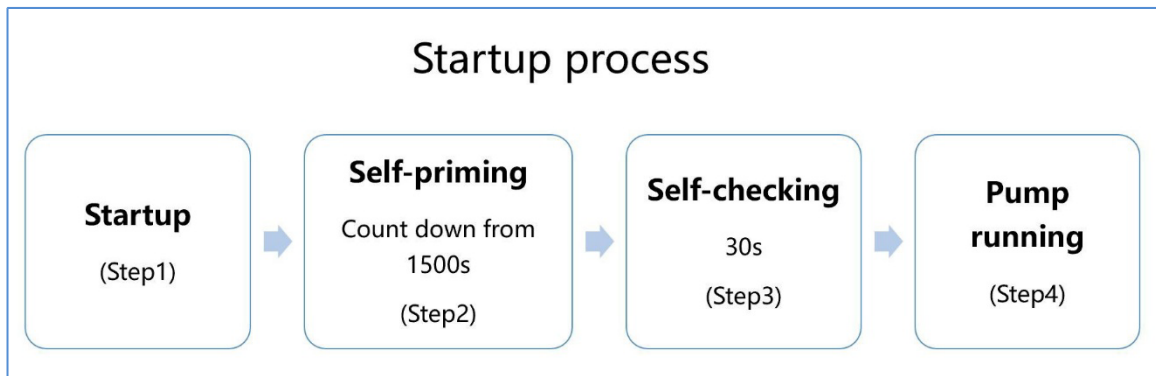 Startup process
Startup
(Step1)
Self-priming
Count down from
1500s
(Step2)
Self-checking
30s
(Step3)
Pump
running
(Step4)